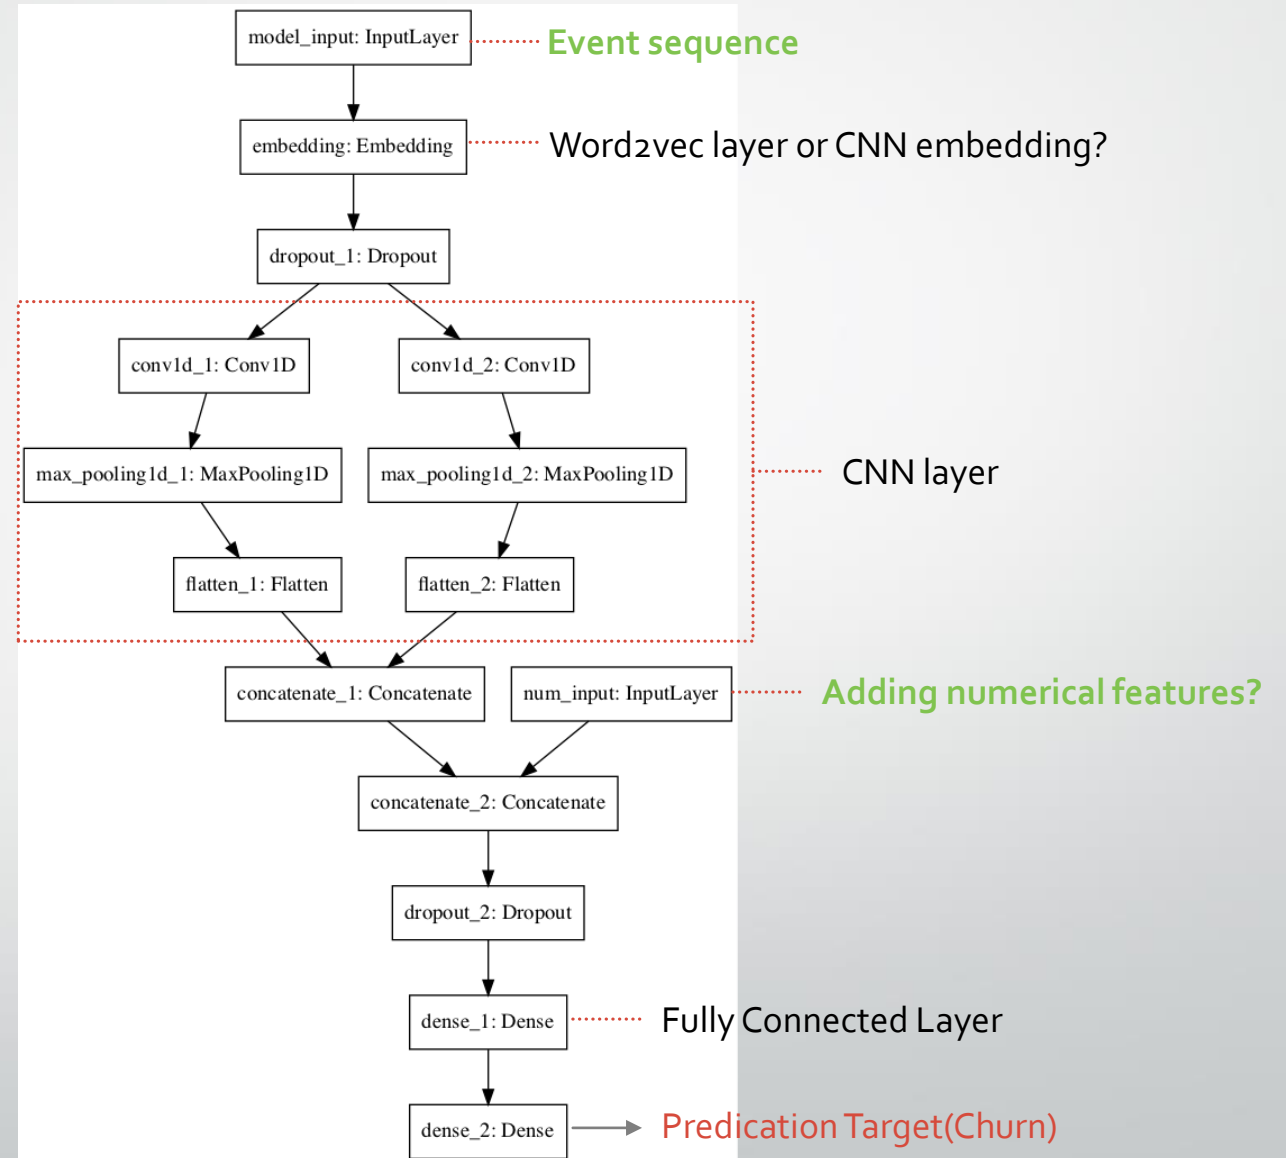 model_input: InputLayer
Event sequence
embedding: Embedding
Word2vec layer or CNN embedding?
dropout_1: Dropout
conv1d_1: Conv1D
conv1d_2: Conv1D
max_pooling1d_1: MaxPooling1D
max_pooling1d_2: MaxPooling1D
CNN layer
flatten_1: Flatten
flatten_2: Flatten
concatenate_1: Concatenate
num_input: InputLayer
Adding numerical features?
concatenate_2: Concatenate
dropout_2: Dropout
dense_1: Dense
Fully Connected Layer
dense_2: Dense
Predication Target(Churn)